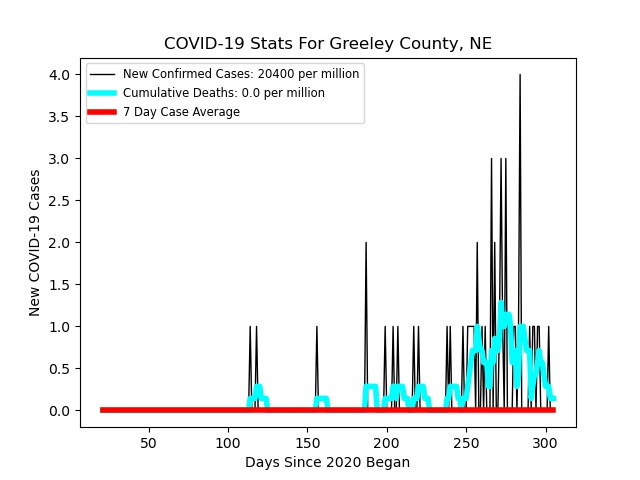 COVID-19 Stats For Greeley County, NE
New Confirmed Cases: 20400 per million
Cumulative Deaths: 0.0 per million
7 Day Case Average
New COVID-19 Cases
4.0
3.5
3.0
2.5
2.0
1.5
1.0
0.5
0.0
50 100 150 200 250 300
Days Since 2020 Began